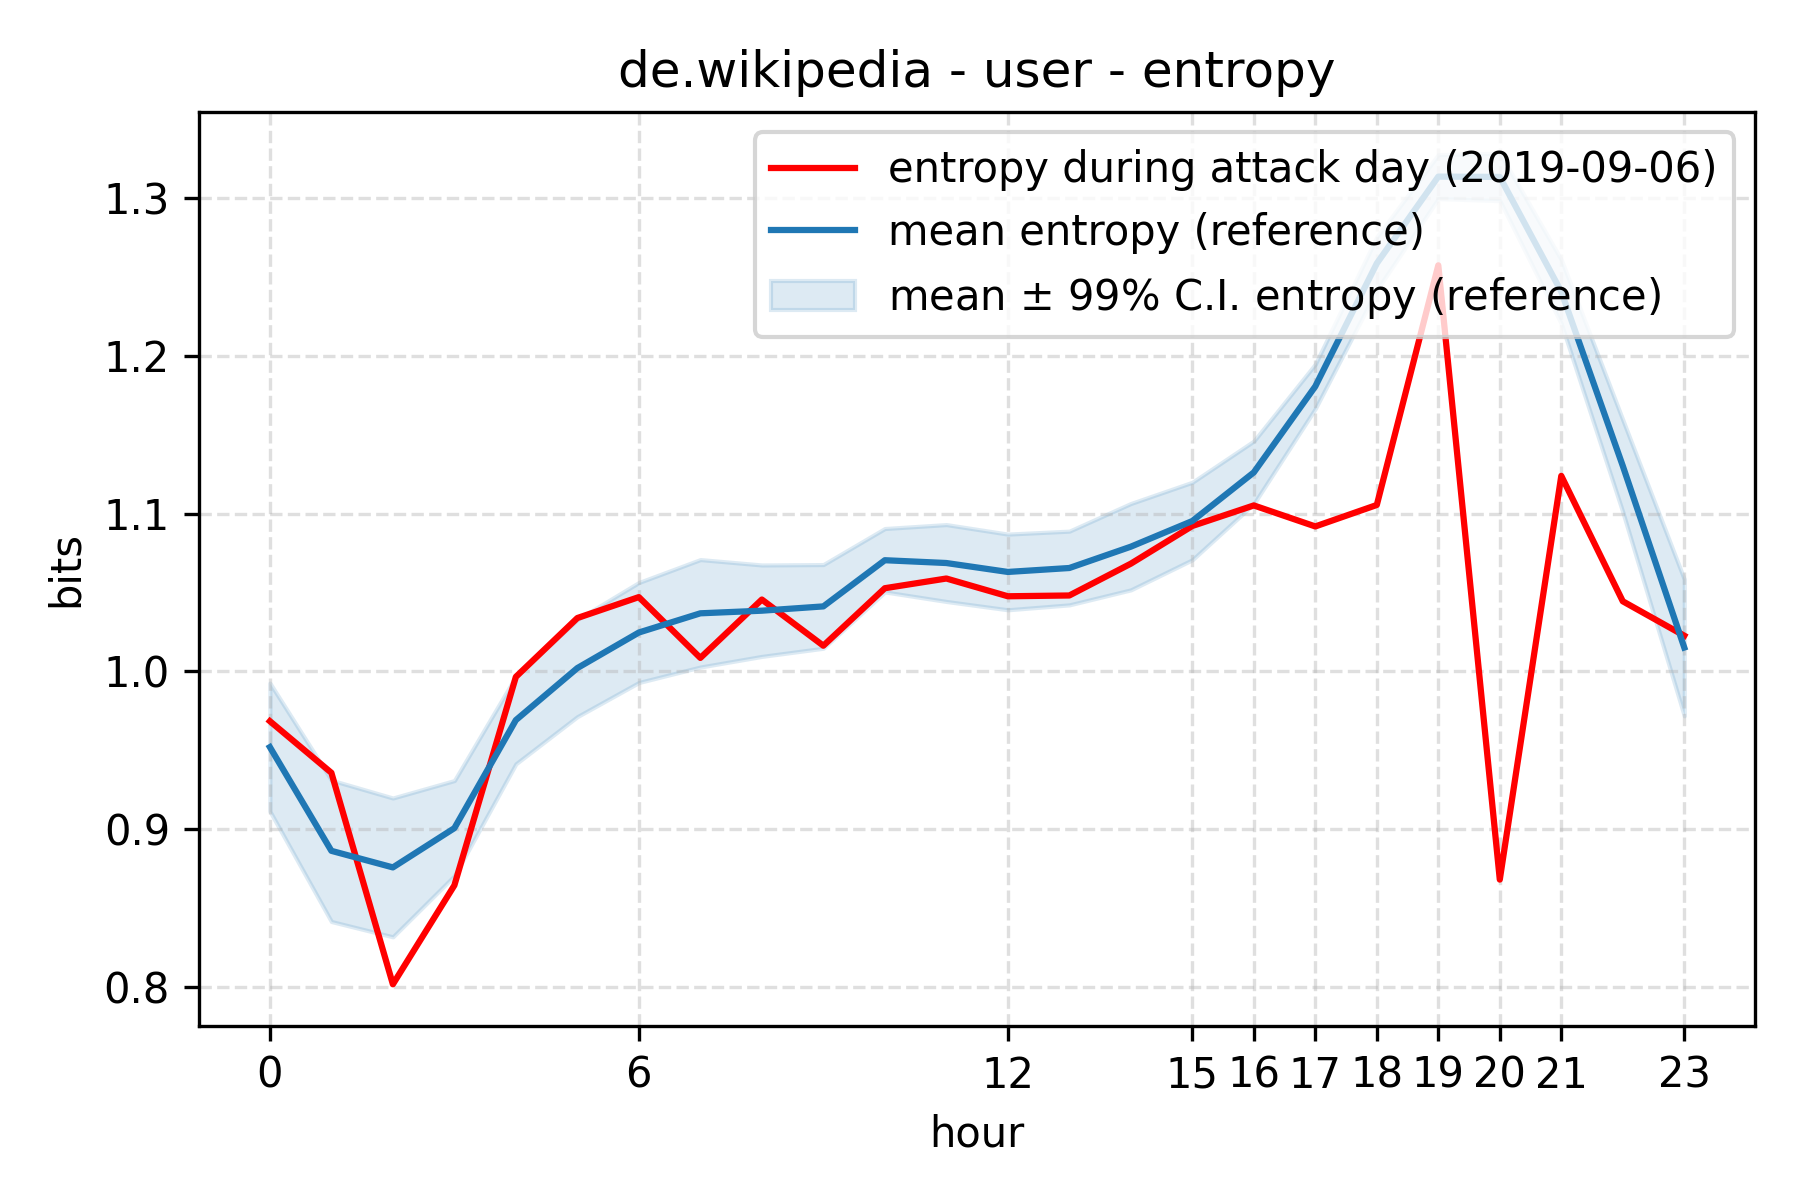 de.wikipedia - user - entropy
entropy during attack day (2019-09-06)
mean entropy (reference)
mean ± 99% C.I. entropy (reference)
1.3
1.2
1.1
1.0
0.9
0.8
bits
0 6 12 15 16 17 18 19 20 21 23
hour